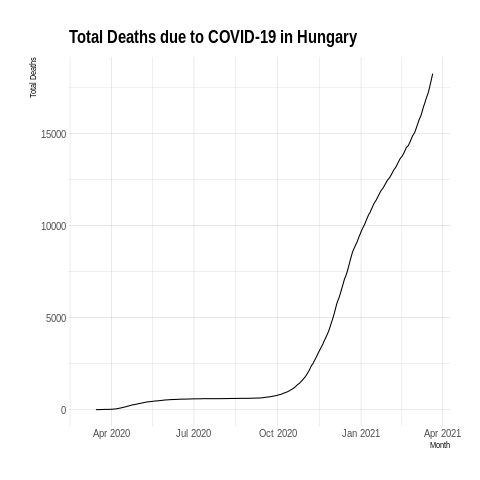 Total Deaths due to COVID-19 in Hungary
Total Deaths
15000
10000
5000
0
Apr 2020 Jul 2020 Oct 2020 Jan 2021 Apr 2021
Month